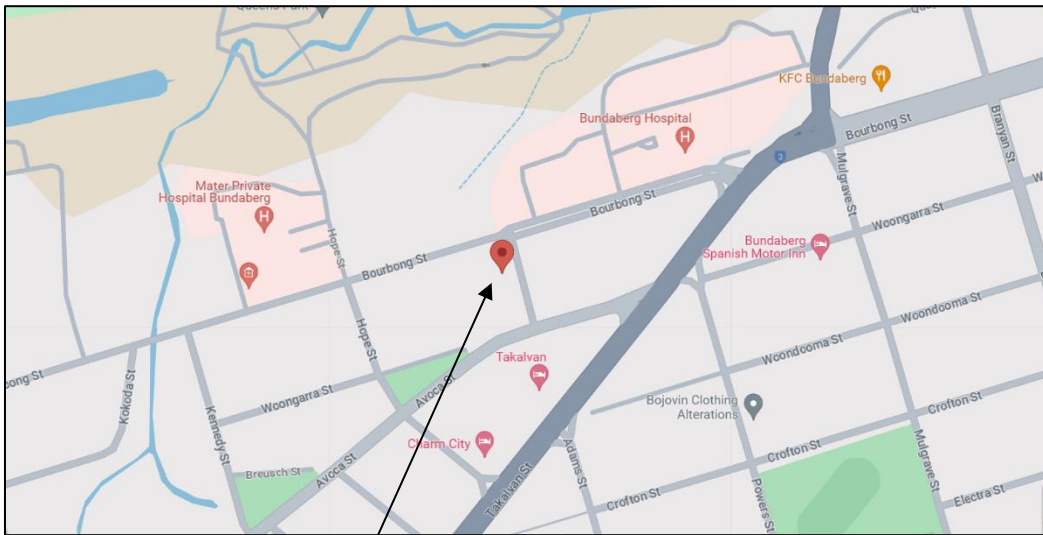 Queens Park
KFC Bundaberg
Bundaberg Hospital
Bourbong St
3
Branyan St
Mulgrave St
Mater Private
Hospital Bundaberg
Hope St
Bourbong St
Woongarra St
Bundaberg
Spanish Motor Inn
Bourbong St
Woondooma St
Hope St
Woondooma St
Takalvan
ong St
Kokoda St
Woongarra St
Avoca St
Bojovin Clothing
Alterations
Crofton St
Kennedy St
Charm City
Adams St
Crofton St
Mulgrave St
Breusch St
Avoca St
Takalvan St
Crofton St
Powers St
Electra St